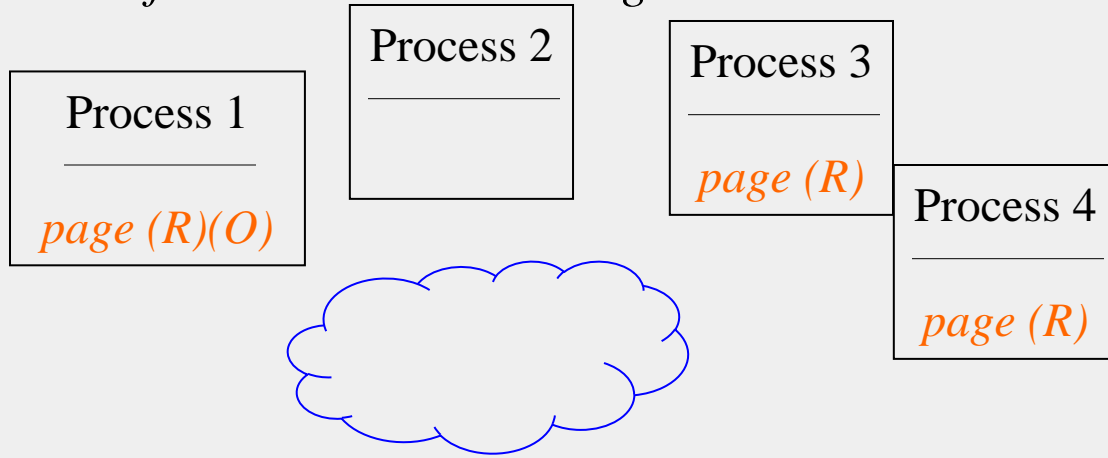 Process 1
page (R)(O)
Process 2
Process 3
page (R)
Process 4
page (R)